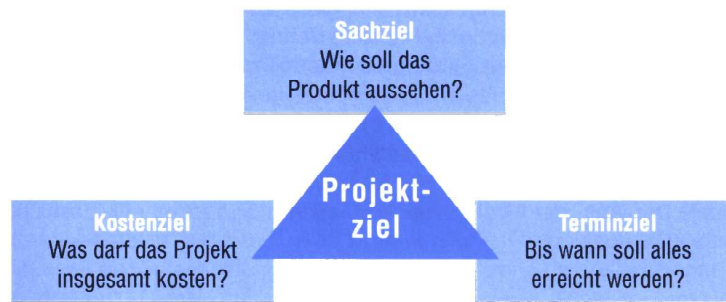 Sachziel
Wie soll das
Produkt aussehen?
Projekt-
ziel
Kostenziel
Was darf das Projekt
insgesamt kosten?
Terminziel
Bis wann soll alles
erreicht werden?